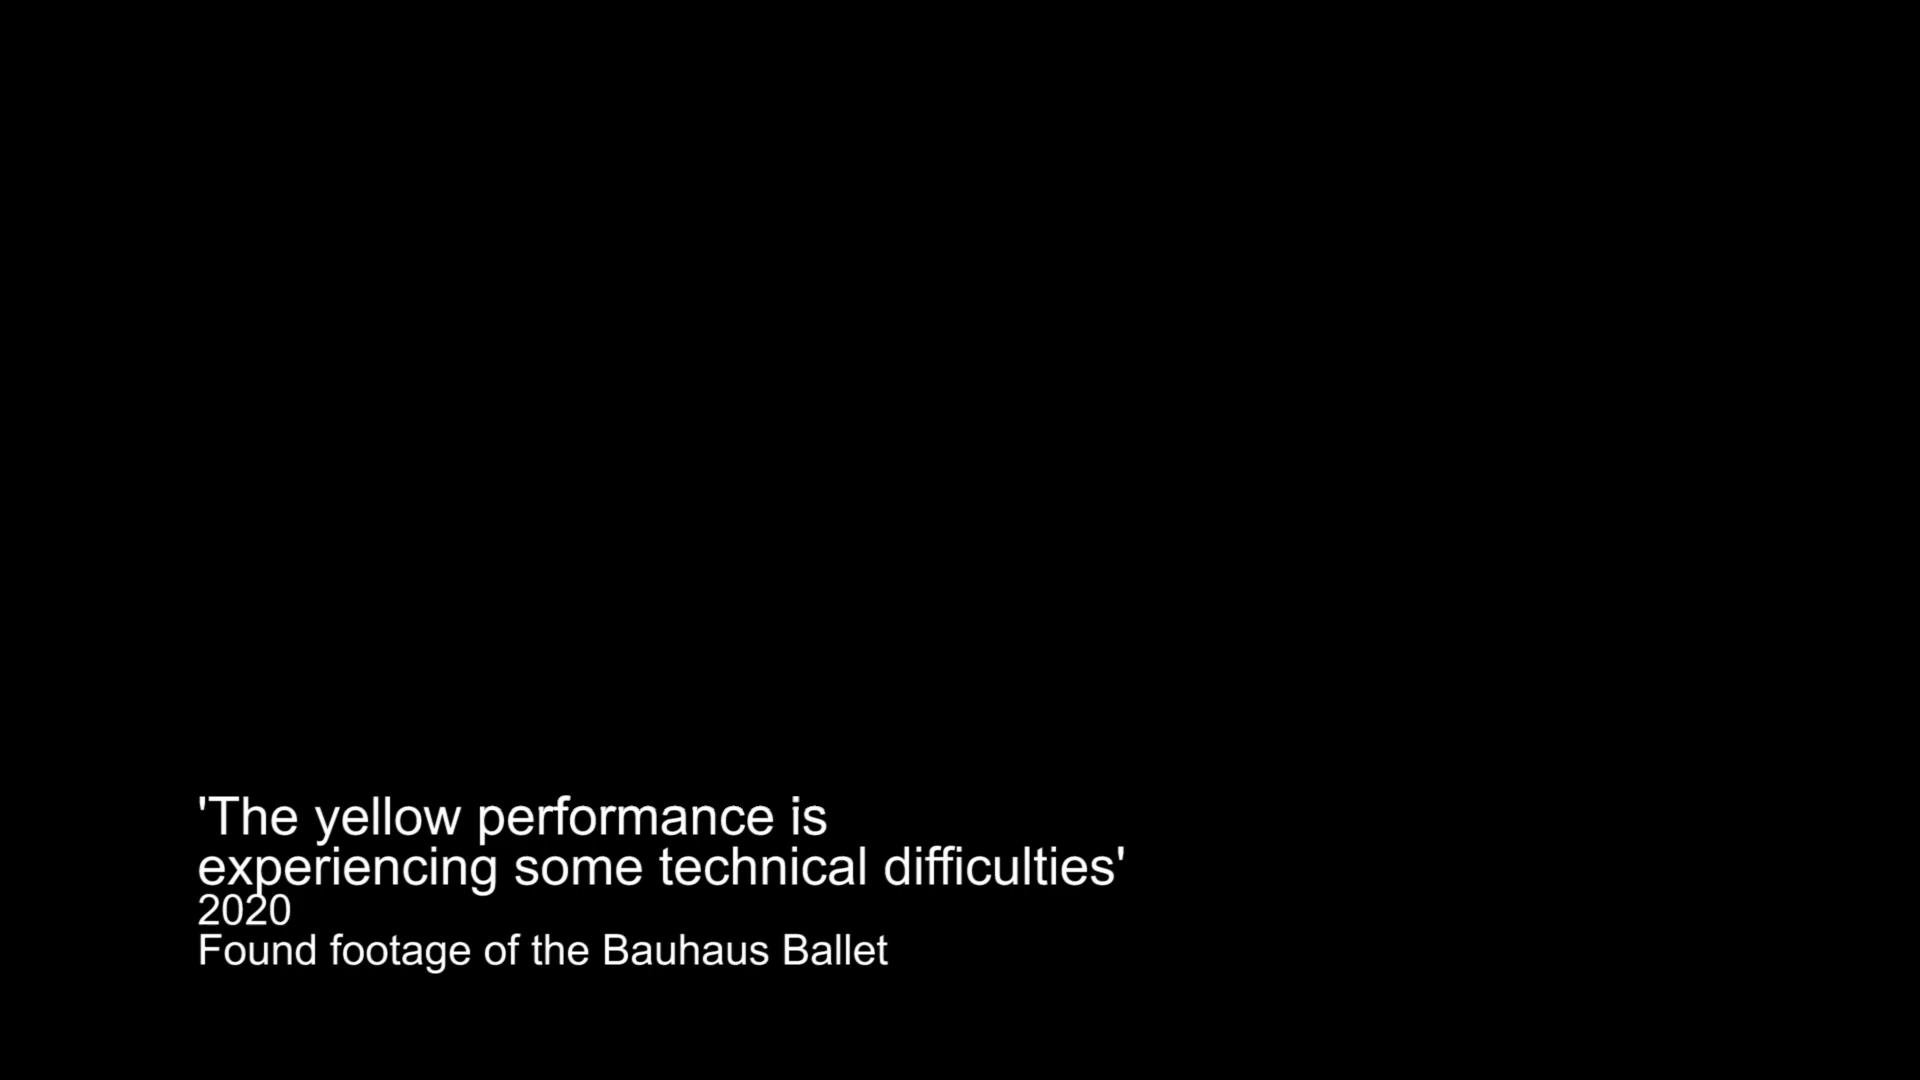 'The yellow performance is
experiencing some technical difficulties'
2020
Found footage of the Bauhaus Ballet